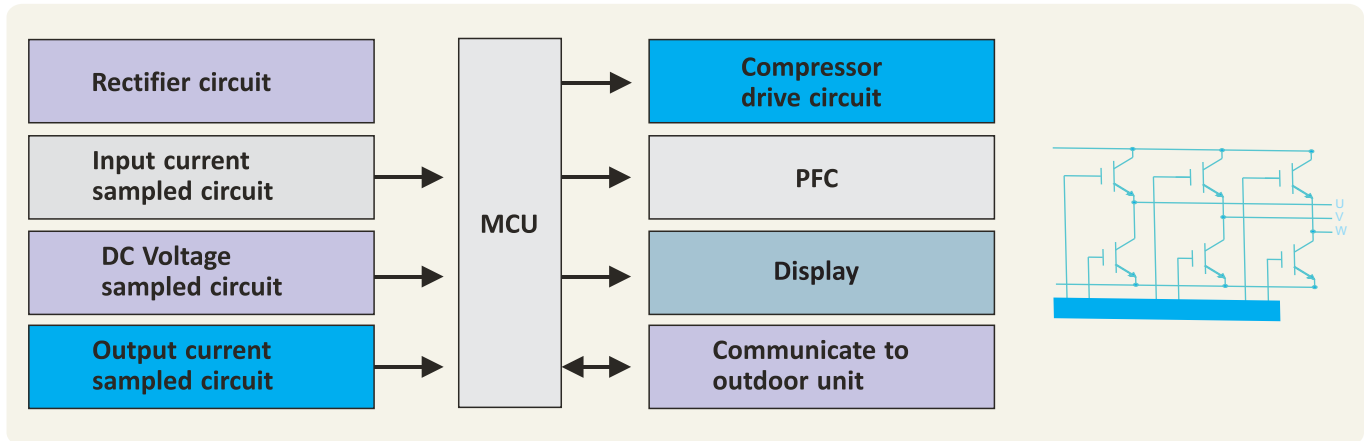 Rectifier circuit
Input current
sampled circuit
DC Voltage
sampled circuit
Output current
sampled circuit
MCU
Compressor
drive circuit
PFC
Display
Communicate to
outdoor unit
U
V
W